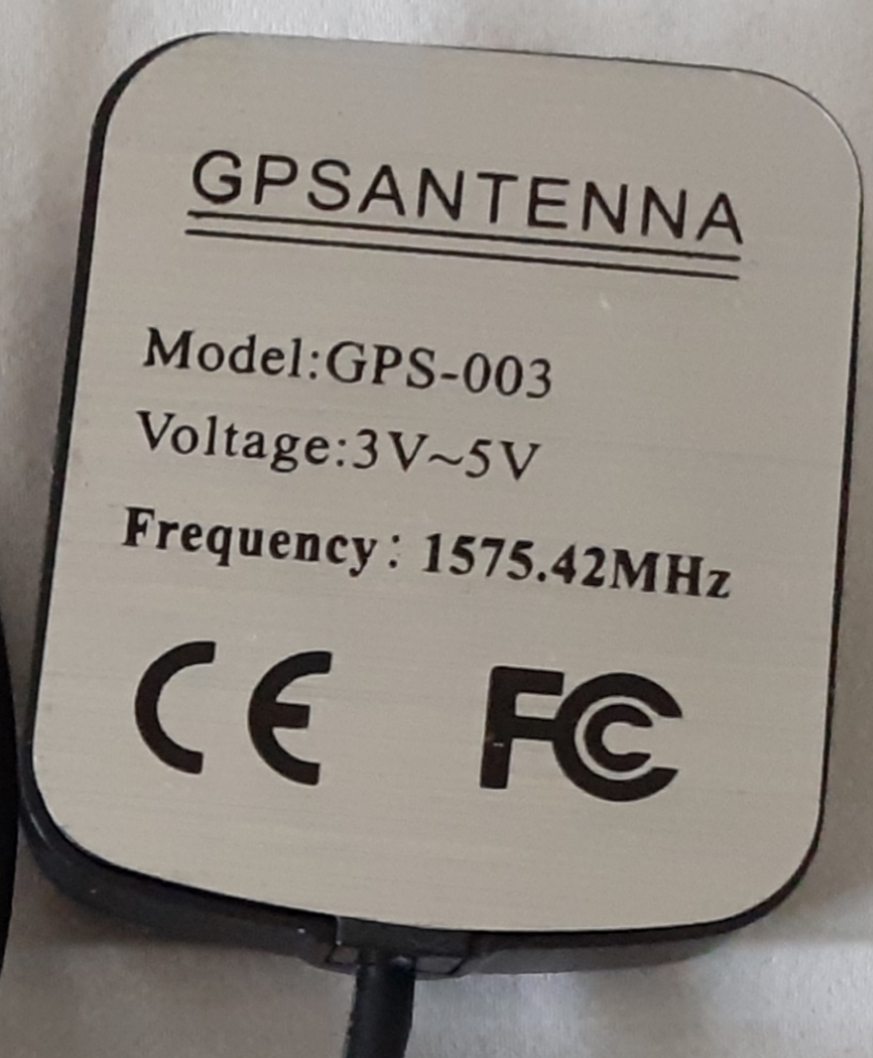 GPSANTENNA
Model:GPS-003
Voltage:3V~5V
Frequency: 1575.42MHz
CE FC